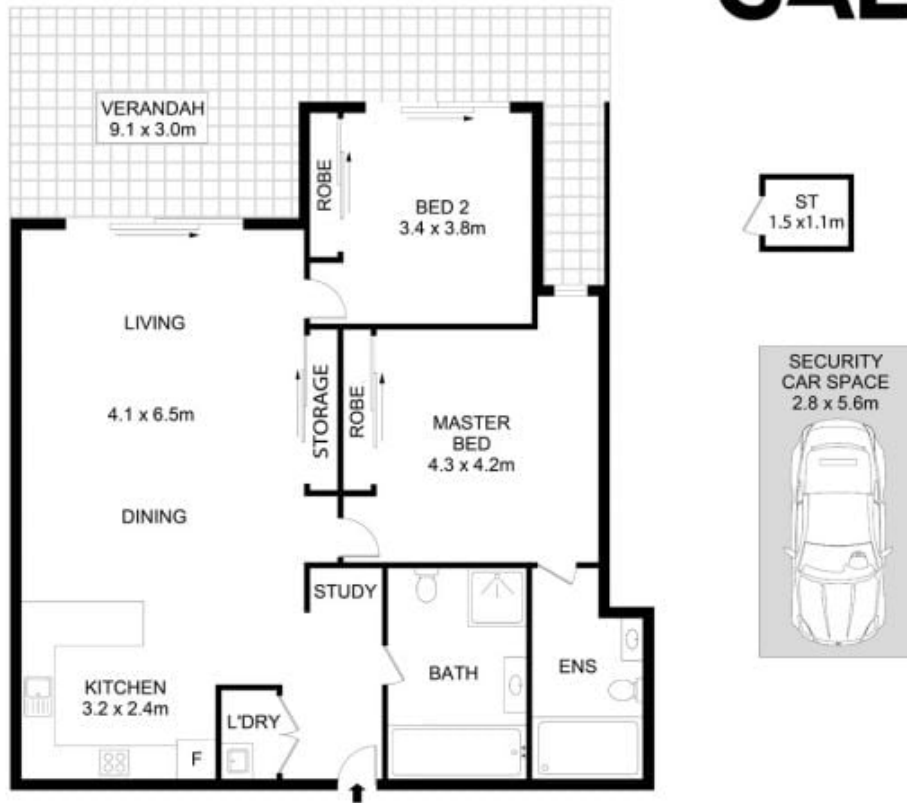 VERANDAH
9.1 x 3.0m
ROBE
BED 2
3.4 x 3.8m
ST
1.5 x1.1m
LIVING
4.1 x 6.5m
DINING
STORAGE
ROBE
MASTER
BED
4.3 x 4.2m
SECURITY
CAR SPACE
2.8 x 5.6m
STUDY
BATH
ENS
KITCHEN
3.2 x 2.4m
L'DRY
F